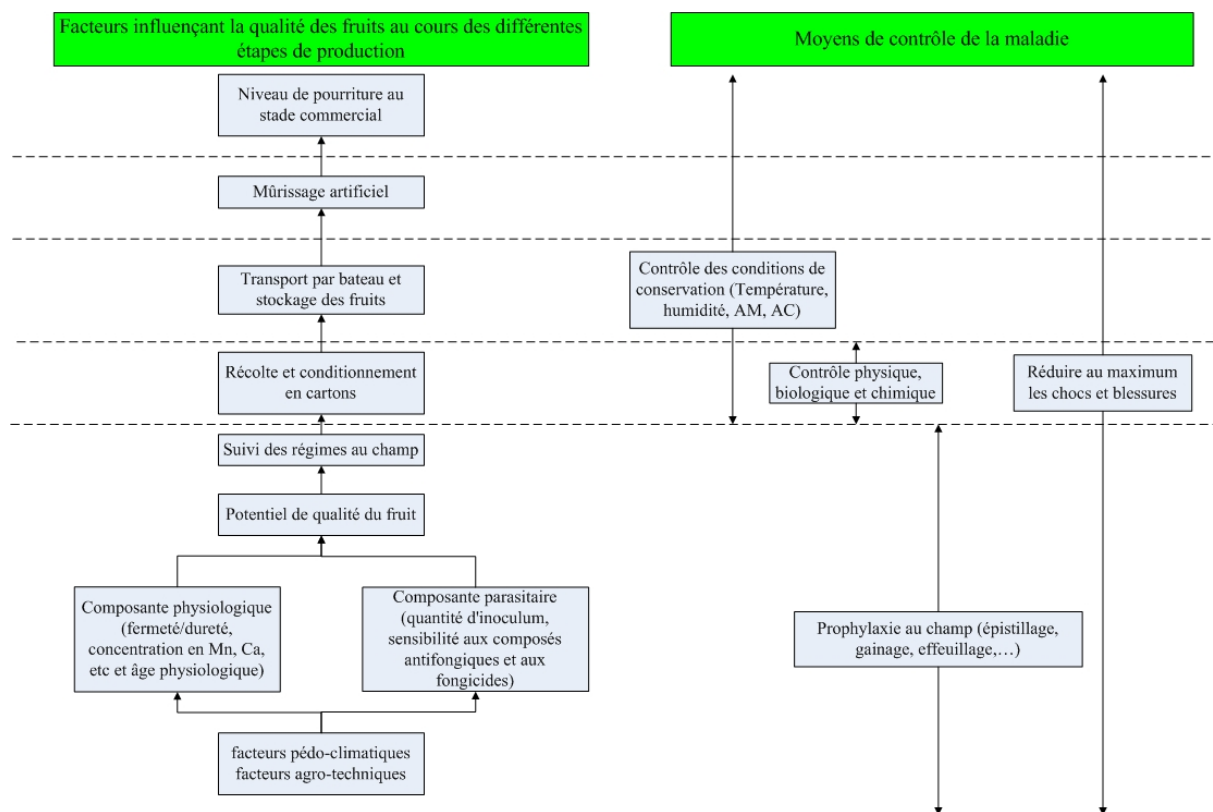 Facteurs influençant la qualité des fruits au cours des différentes
étapes de production
Moyens de contrôle de la maladie
Niveau de pourriture au
stade commercial
Mûrissage artificiel
Transport par bateau et
stockage des fruits
Contrôle des conditions de
conservation (Température,
humidité, AM, AC)
Récolte et conditionnement
en cartons
Contrôle physique,
biologique et chimique
Réduire au maximum
les chocs et blessures
Suivi des régimes au champ
Potentiel de qualité du fruit
Composante physiologique
(fermeté/dureté,
concentration en Mn, Ca,
etc et âge physiologique)
Composante parasitaire
(quantité d'inoculum,
sensibilité aux composés
antifongiques et aux
fongicides)
Prophylaxie au champ (épistillage,
gainage, effeuillage,…)
facteurs pédo-climatiques
facteurs agro-techniques